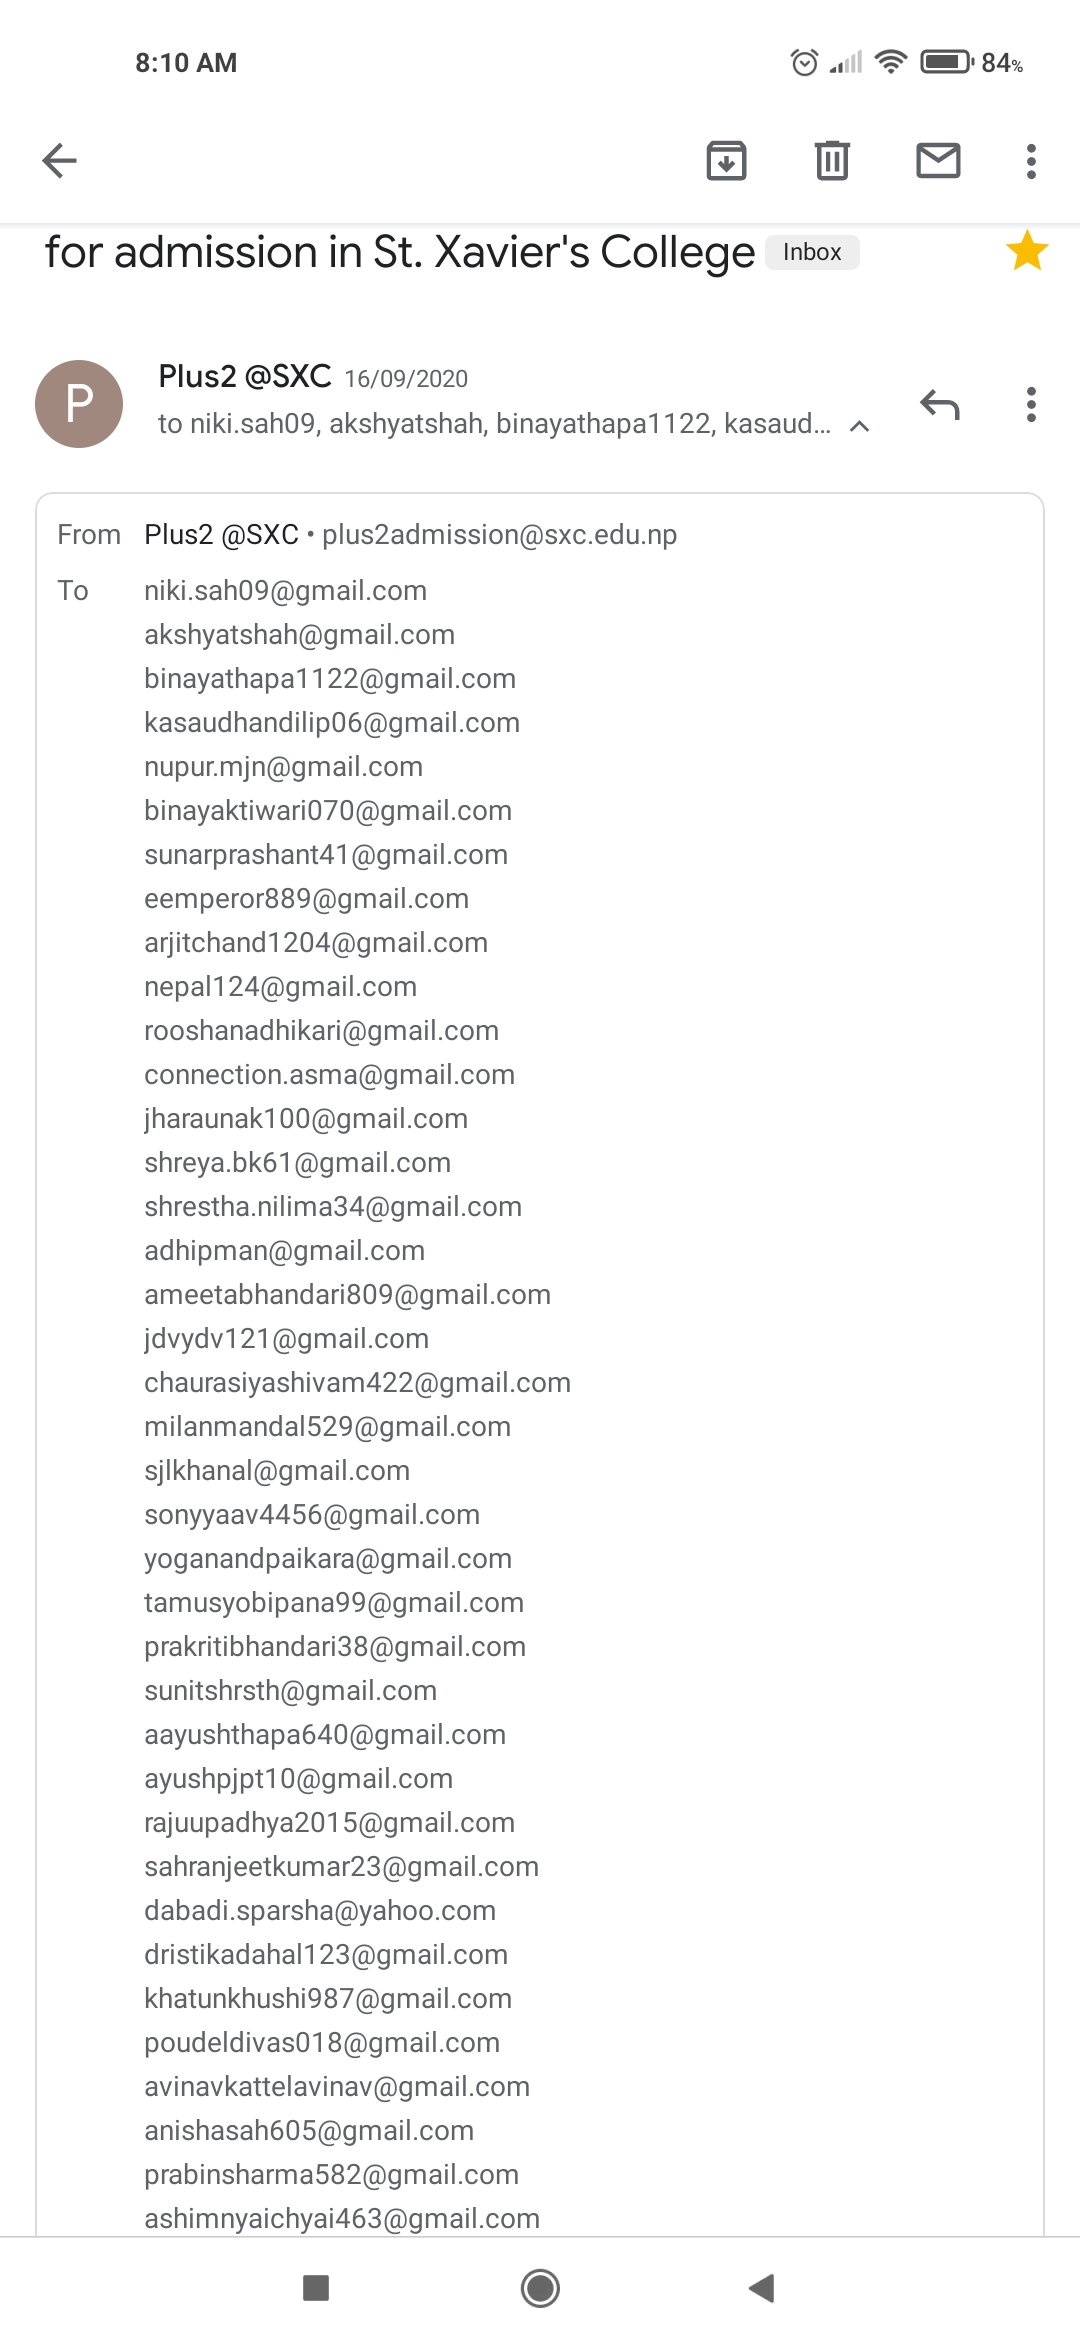 8:10 AM
84%
for admission in St. Xavier's College Inbox
P
Plus2 @SXC 16/09/2020
to niki.sah09, akshyatshah, binayathapa1122, kasaud...
From Plus2 @SXC • plus2admission@sxc.edu.np
To niki.sah09@gmail.com
akshyatshah@gmail.com
binayathapa1122@gmail.com
kasaudhandilip06@gmail.com
nupur.mjn@gmail.com
binayaktiwari070@gmail.com
sunarprashant41@gmail.com
eemperor889@gmail.com
arjitchand1204@gmail.com
nepal124@gmail.com
rooshanadhikari@gmail.com
connection.asma@gmail.com
jharaunak100@gmail.com
shreya.bk61@gmail.com
shrestha.nilima34@gmail.com
adhipman@gmail.com
ameetabhandari809@gmail.com
jdvydv121@gmail.com
chaurasiyashivam422@gmail.com
milanmandal529@gmail.com
sjlkhanal@gmail.com
sonyyaav4456@gmail.com
yoganandpaikara@gmail.com
tamusyobipana99@gmail.com
prakritibhandari38@gmail.com
sunitshrsth@gmail.com
aayushthapa640@gmail.com
ayushpjpt10@gmail.com
rajuupadhya2015@gmail.com
sahranjeetkumar23@gmail.com
dabadi.sparsha@yahoo.com
dristikadahal123@gmail.com
khatunkhushi987@gmail.com
poudeldivas018@gmail.com
avinavkattelavinav@gmail.com
anishasah605@gmail.com
prabinsharma582@gmail.com
ashimnyaichyai463@gmail.com